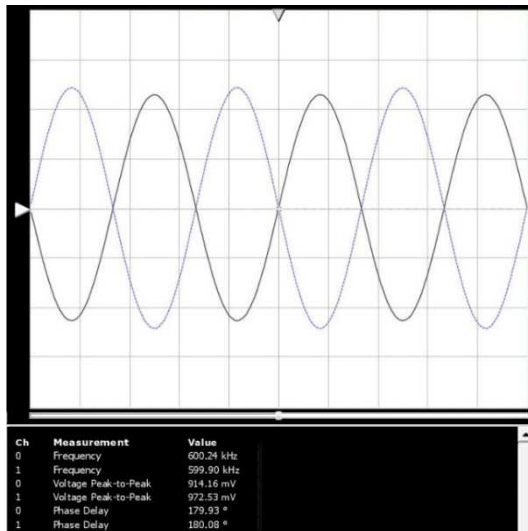 Ch Measurement Value
0 Frequency 600.24 kHz
1 Frequency 599.90 kHz
0 Voltage Peak-to-Peak 914.16 mV
1 Voltage Peak-to-Peak 972.53 mV
0 Phase Delay 179.93 °
1 Phase Delay 180.08 °